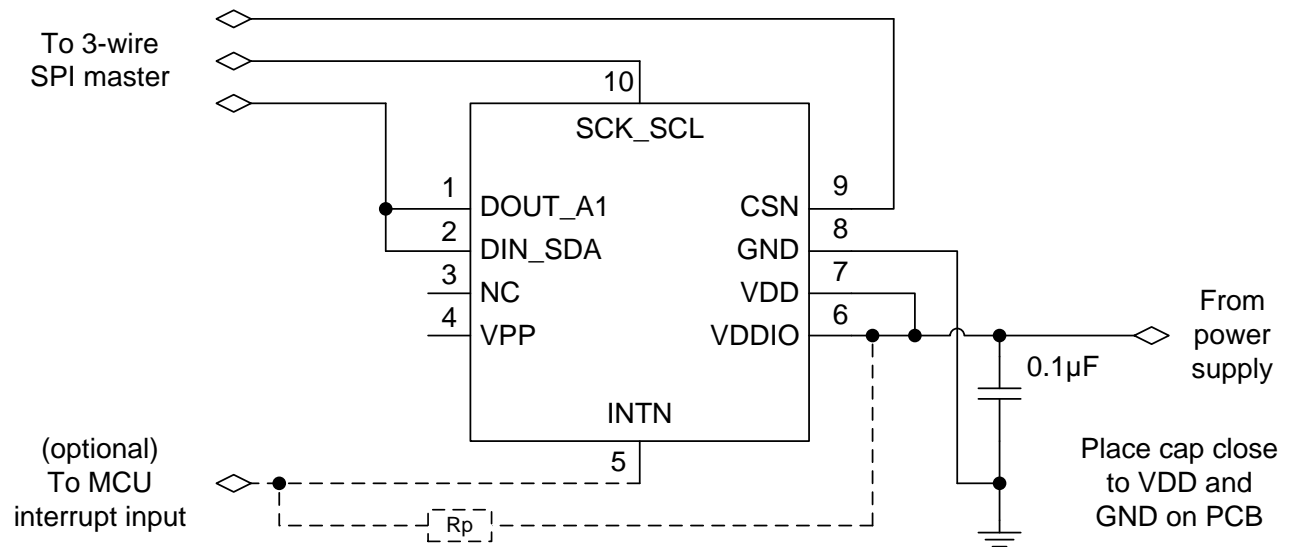 To 3-wire
SPI master
10
SCK_SCL
1
DOUT_A1
2
DIN_SDA
3
NC
4
VPP
CSN
9
GND
8
VDD
7
VDDIO
6
INTN
5
From
power
supply
0.1µF
Place cap close
to VDD and
GND on PCB
(optional)
To MCU
interrupt input
Rp